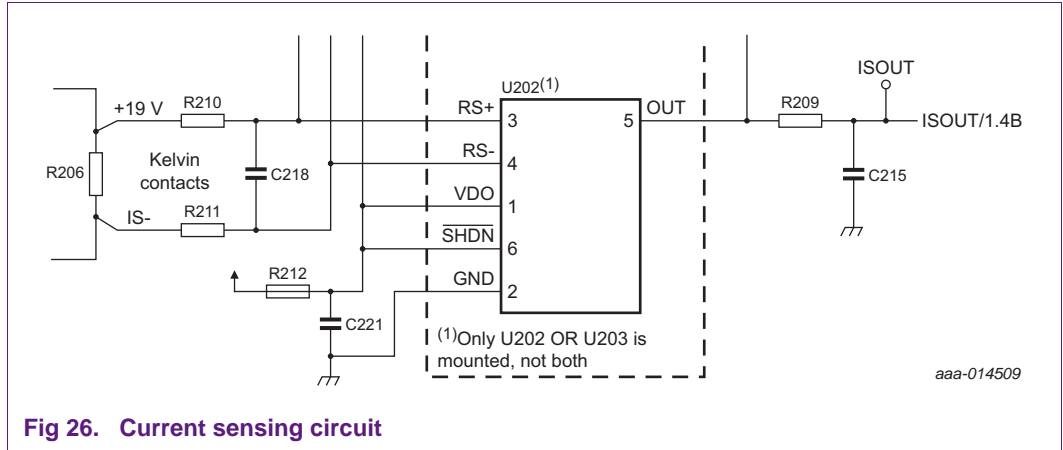 ISOUT
U202(1)
+19 V
R210
RS+
3
5
OUT
R209
ISOUT/1.4B
RS-
4
R206
Kelvin
contacts
C218
C215
VDO
1
IS-
R211
SHDN
6
R212
GND
2
C221
(1)Only U202 OR U203 is
mounted, not both
aaa-014509
Fig 26. Current sensing circuit